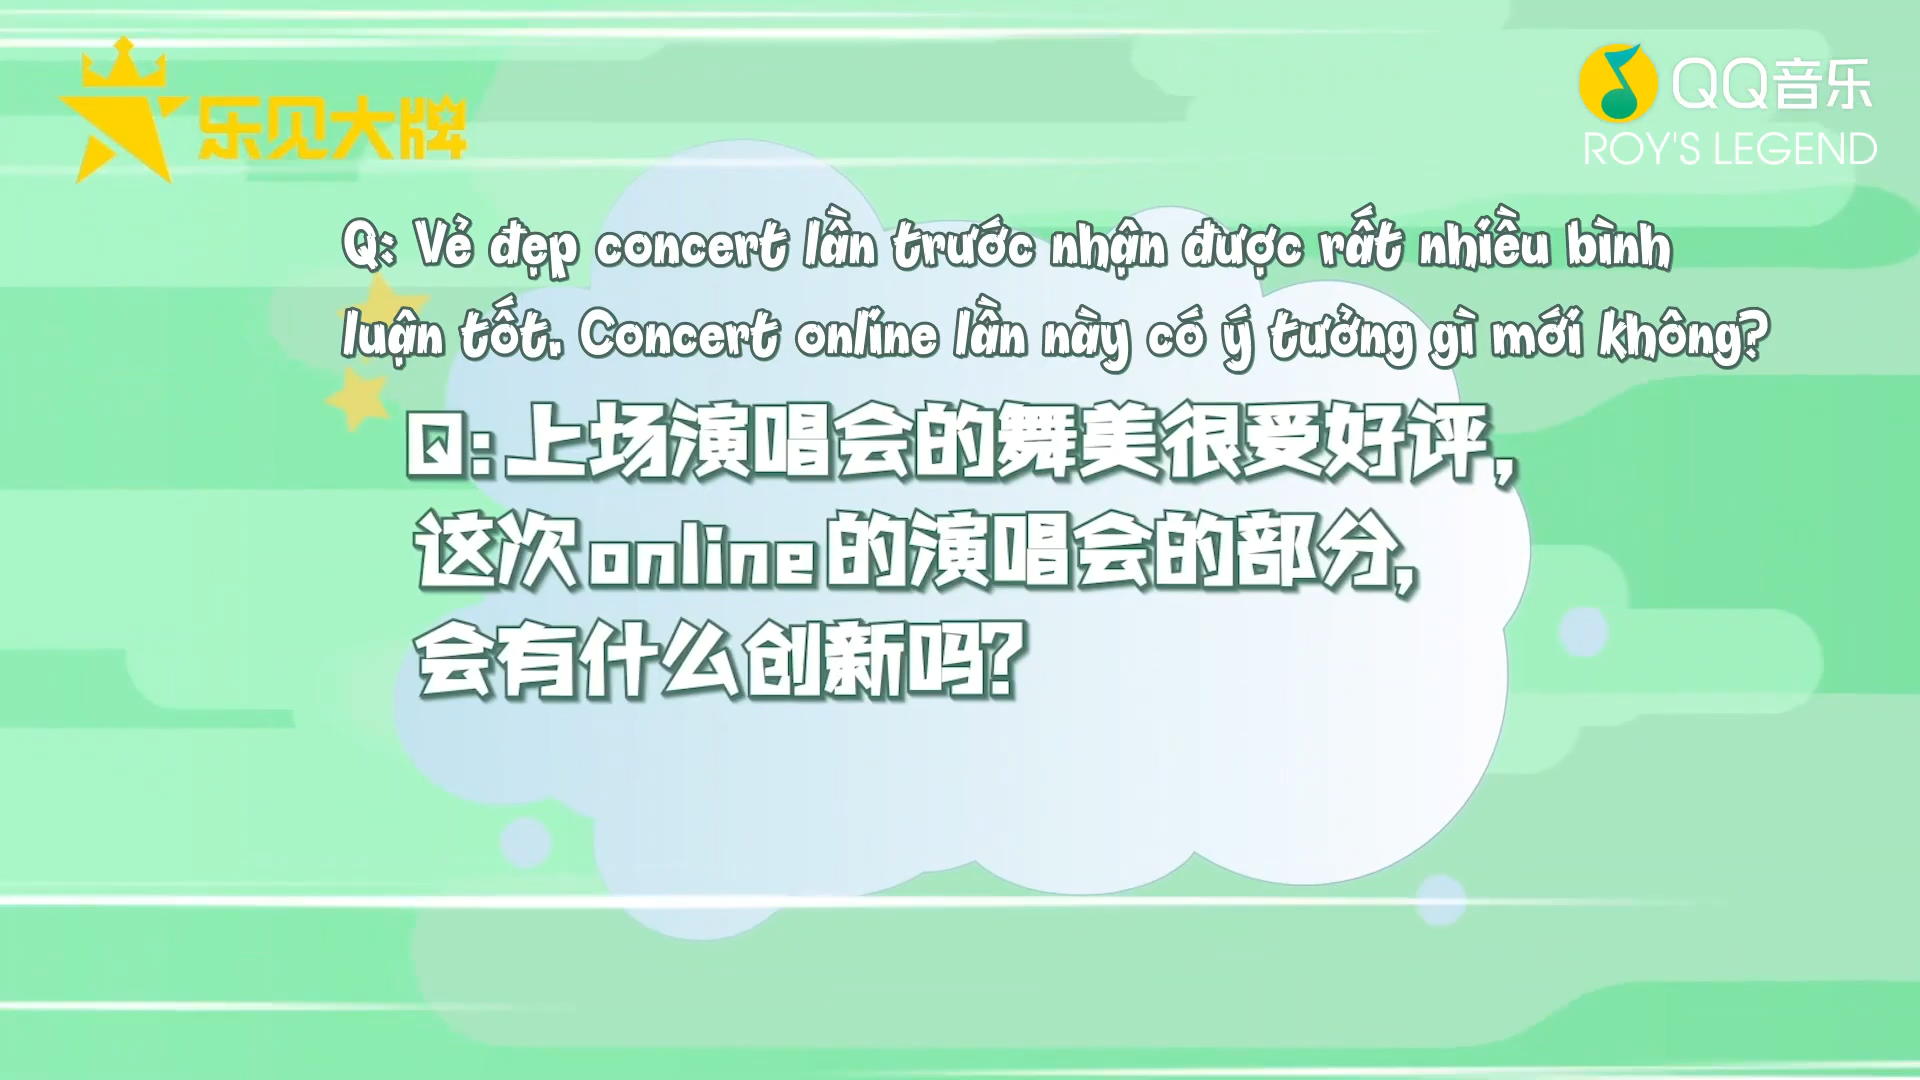 乐见大牌
QQ音乐
ROY'S LEGEND
Q: Vẻ đẹp concert lần trước nhận được rất nhiều bình
luận tốt. Concert online lần này có ý tưởng gì mới không?
Q:上场演唱会的舞美很受好评,
这次online的演唱会的部分,
会有什么创新吗?